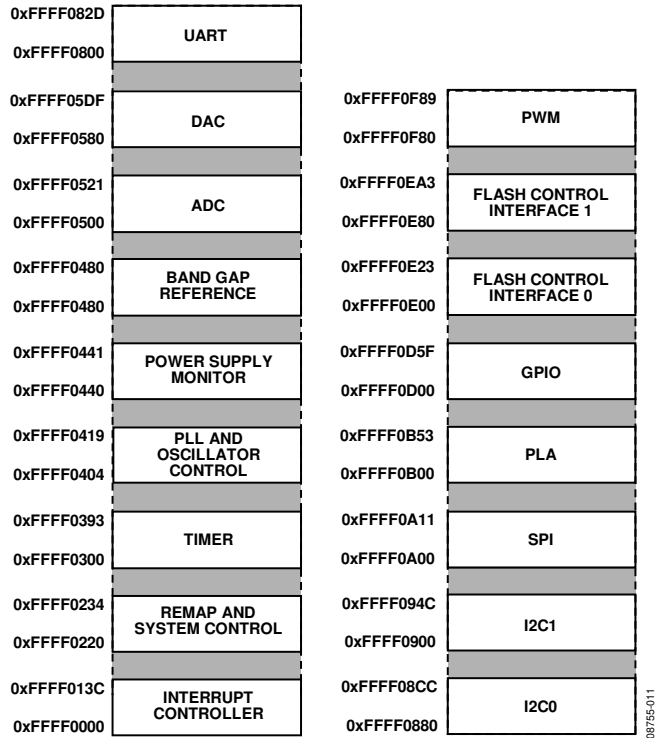 0xFFFF082D
UART
0xFFFF0800
0xFFFF05DF
DAC
0xFFFF0580
0xFFFF0521
ADC
0xFFFF0500
0xFFFF0480
BAND GAP
REFERENCE
0xFFFF0480
0xFFFF0441
POWER SUPPLY
MONITOR
0xFFFF0440
0xFFFF0419
PLL AND
OSCILLATOR
CONTROL
0xFFFF0404
0xFFFF0393
TIMER
0xFFFF0300
0xFFFF0234
REMAP AND
SYSTEM CONTROL
0xFFFF0220
0xFFFF013C
INTERRUPT
CONTROLLER
0xFFFF0000
0xFFFF0F89
PWM
0xFFFF0F80
0xFFFF0EA3
FLASH CONTROL
INTERFACE 1
0xFFFF0E80
0xFFFF0E23
FLASH CONTROL
INTERFACE 0
0xFFFF0E00
0xFFFF0D5F
GPIO
0xFFFF0D00
0xFFFF0B53
PLA
0xFFFF0B00
0xFFFF0A11
SPI
0xFFFF0A00
0xFFFF094C
I2C1
0xFFFF0900
0xFFFF08CC
I2C0
0xFFFF0880
08755-011